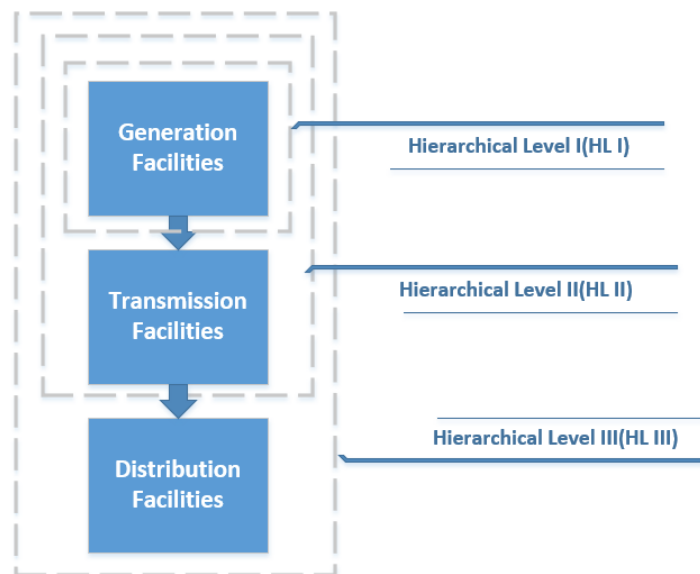 Generation
Facilities
Hierarchical Level I(HL I)
Transmission
Facilities
Hierarchical Level II(HL II)
Distribution
Facilities
Hierarchical Level III(HL III)